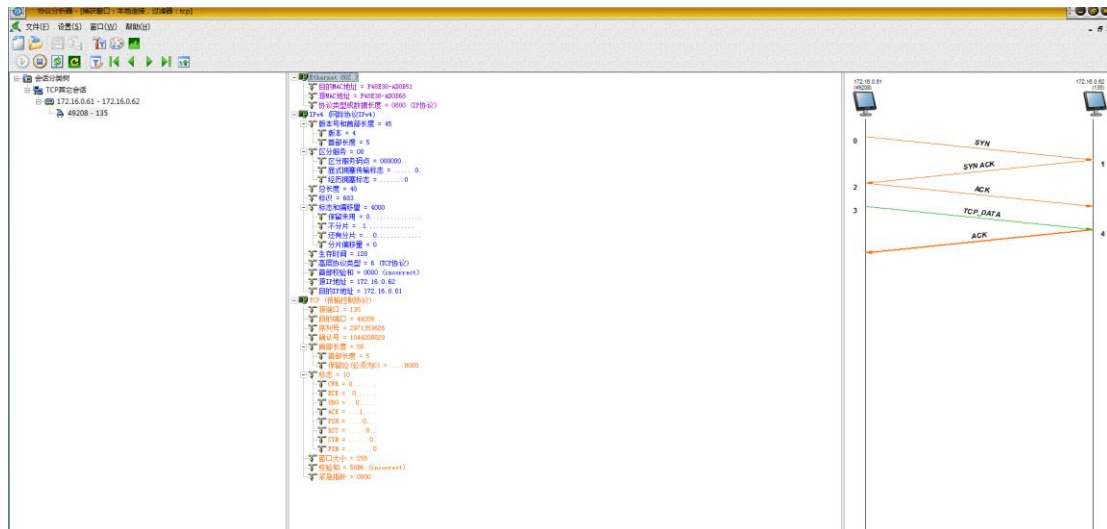 协议分析器 - [捕获窗口：本地连接，过滤器：tcp]
文件(F) 设置(S) 窗口(W) 帮助(H)
会话分类树
TCP其它会话
172.16.0.61 - 172.16.0.62
49208 - 135
Ethernet 802.3
目的MAC地址 =
源MAC地址 =
协议类型或数据长度 = 0800 (IP协议)
IPv4 (网际协议IPv4)
版本号和首部长度 = 45
版本 = 4
首部长度 = 5
区分服务 = 00
区分服务码点 = 000000..
显式拥塞传输标志 = ......0.
经历拥塞标志 = .......0
总长度 = 40
标识 = 683
标志和偏移量 = 4000
保留未用 = 0...............
不分片 = .1..............
还有分片 = ..0.............
分片偏移量 = 0
生存时间 = 128
高层协议类型 = 6 (TCP协议)
首部校验和 = 0000 (incorrect)
源IP地址 = 172.16.0.62
目的IP地址 = 172.16.0.61
TCP (传输控制协议)
源端口 = 135
目的端口 = 49208
序列号 =
确认号 =
首部长度 = 50
首部长度 = 5
保留位(必须为0) = ....0000
标志 = 10
CWR = 0.......
ECE = .0......
URG = ..0.....
ACK = ...1....
PSH = ....0...
RST = .....0..
SYN = ......0.
FIN = .......0
窗口大小 = 256
校验和 = (incorrect)
紧急指针 = 0000
172.16.0.61
(49208)
172.16.0.62
(135)
0
SYN
1
SYN ACK
2
ACK
3
TCP_DATA
4
ACK